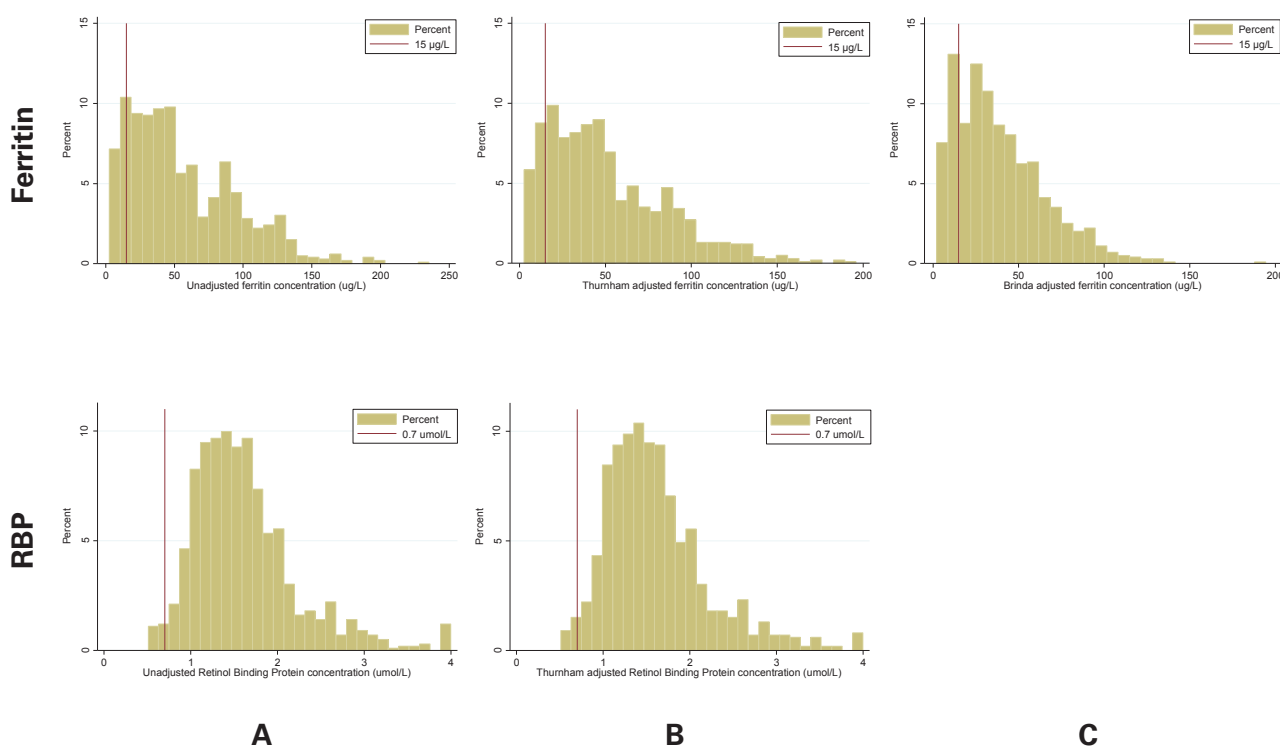 Ferritin
Percent
15
10
5
0
Percent
15 µg/L
0 50 100 150 200 250
Unadjusted ferritin concentration (ug/L)
Percent
15
10
5
0
Percent
15 µg/L
0 50 100 150 200
Thurnham adjusted ferritin concentration (ug/L)
Percent
15
10
5
0
Percent
15 µg/L
0 50 100 150 200
Brinda adjusted ferritin concentration (ug/L)
RBP
Percent
10
5
0
Percent
0.7 umol/L
0 1 2 3 4
Unadjusted Retinol Binding Protein concentration (umol/L)
Percent
10
5
0
Percent
0.7 umol/L
0 1 2 3 4
Thurnham adjusted Retinol Binding Protein concentration (umol/L)
A B C